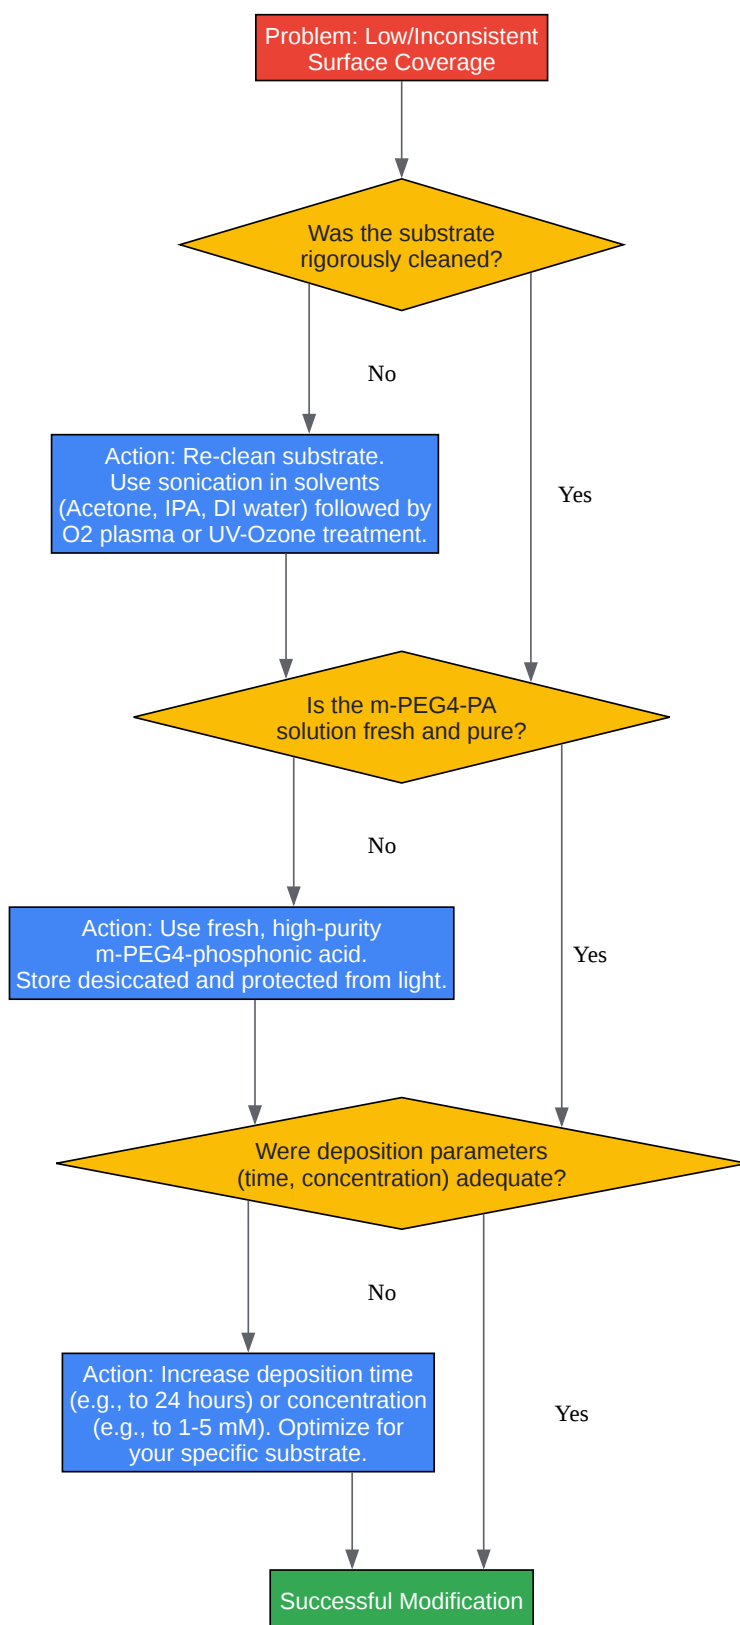 Problem: Low/Inconsistent
Surface Coverage
Was the substrate
rigorously cleaned?
No
Yes
Action: Re-clean substrate.
Use sonication in solvents
(Acetone, IPA, DI water) followed by
O2 plasma or UV-Ozone treatment.
Is the m-PEG4-PA
solution fresh and pure?
No
Yes
Action: Use fresh, high-purity
m-PEG4-phosphonic acid.
Store desiccated and protected from light.
Were deposition parameters
(time, concentration) adequate?
No
Yes
Action: Increase deposition time
(e.g., to 24 hours) or concentration
(e.g., to 1-5 mM). Optimize for
your specific substrate.
Successful Modification